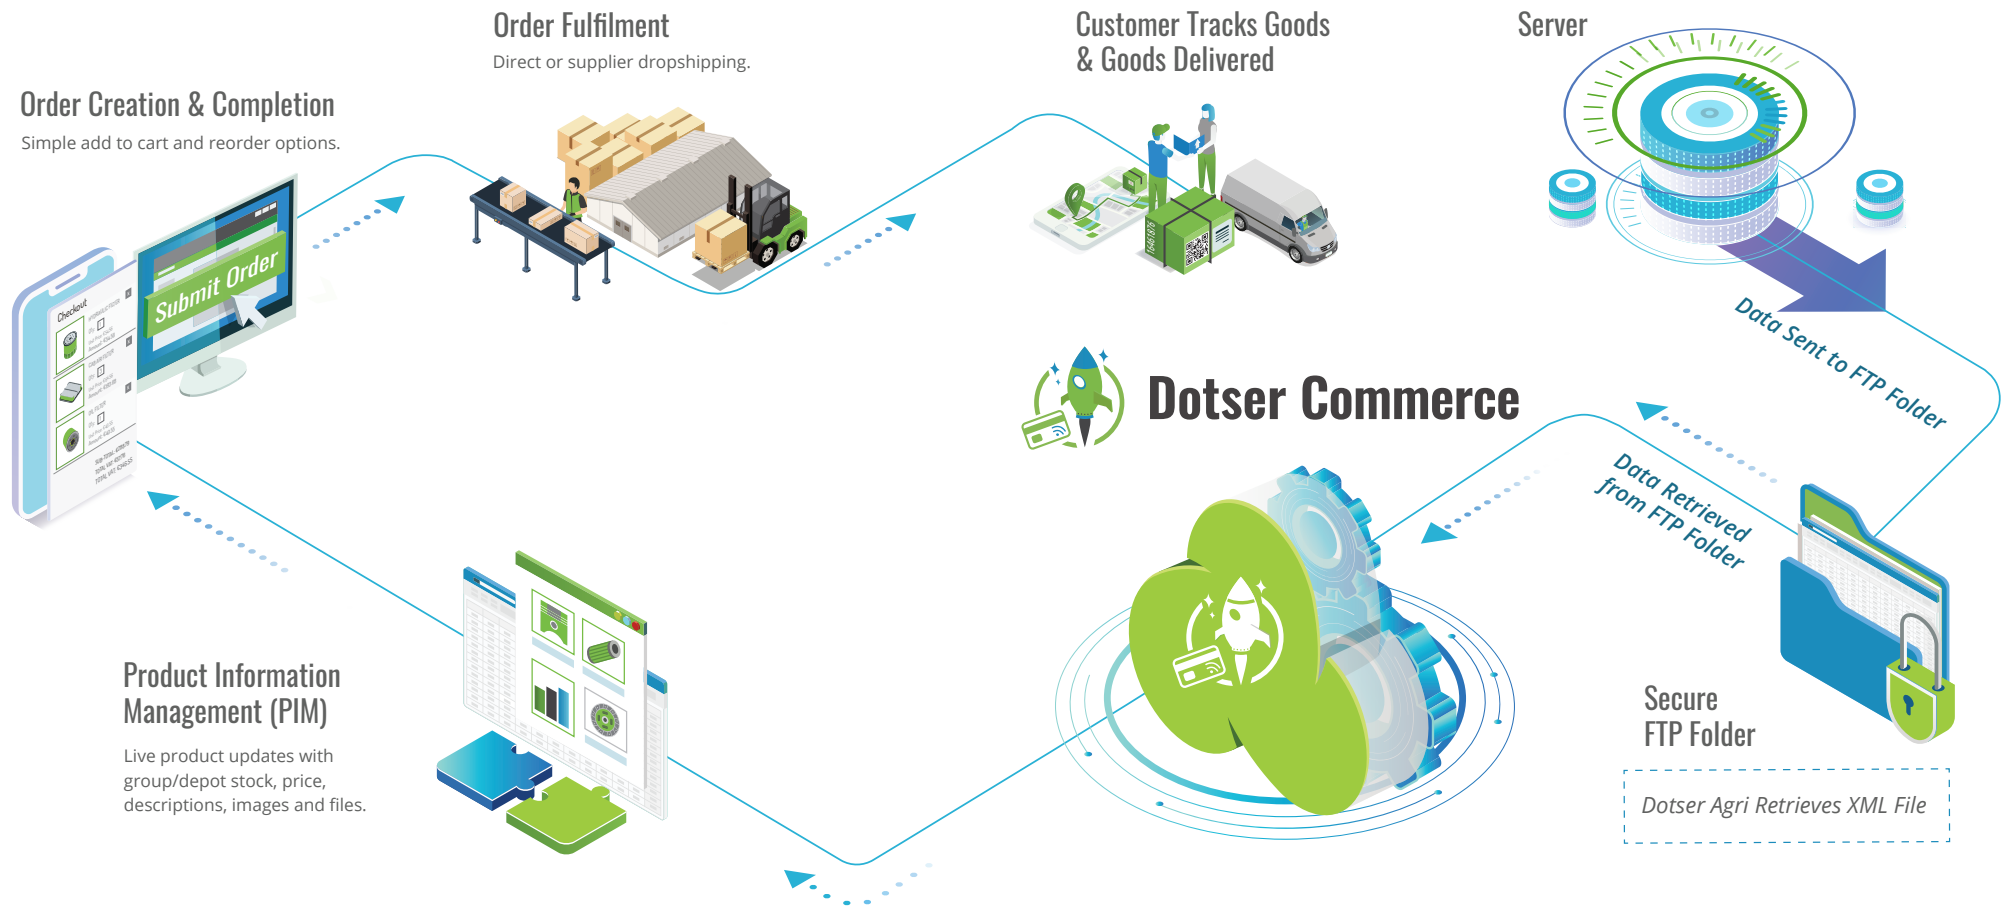 Order Fulfilment
Direct or supplier dropshipping.
Customer Tracks Goods
& Goods Delivered
Server
Order Creation & Completion
Simple add to cart and reorder options.
Submit Order
Checkout
Data Sent to FTP Folder
Dotser Commerce
Data Retrieved
from FTP Folder
Product Information
Management (PIM)
Live product updates with
group/depot stock, price,
descriptions, images and files.
Secure
FTP Folder
Dotser Agri Retrieves XML File